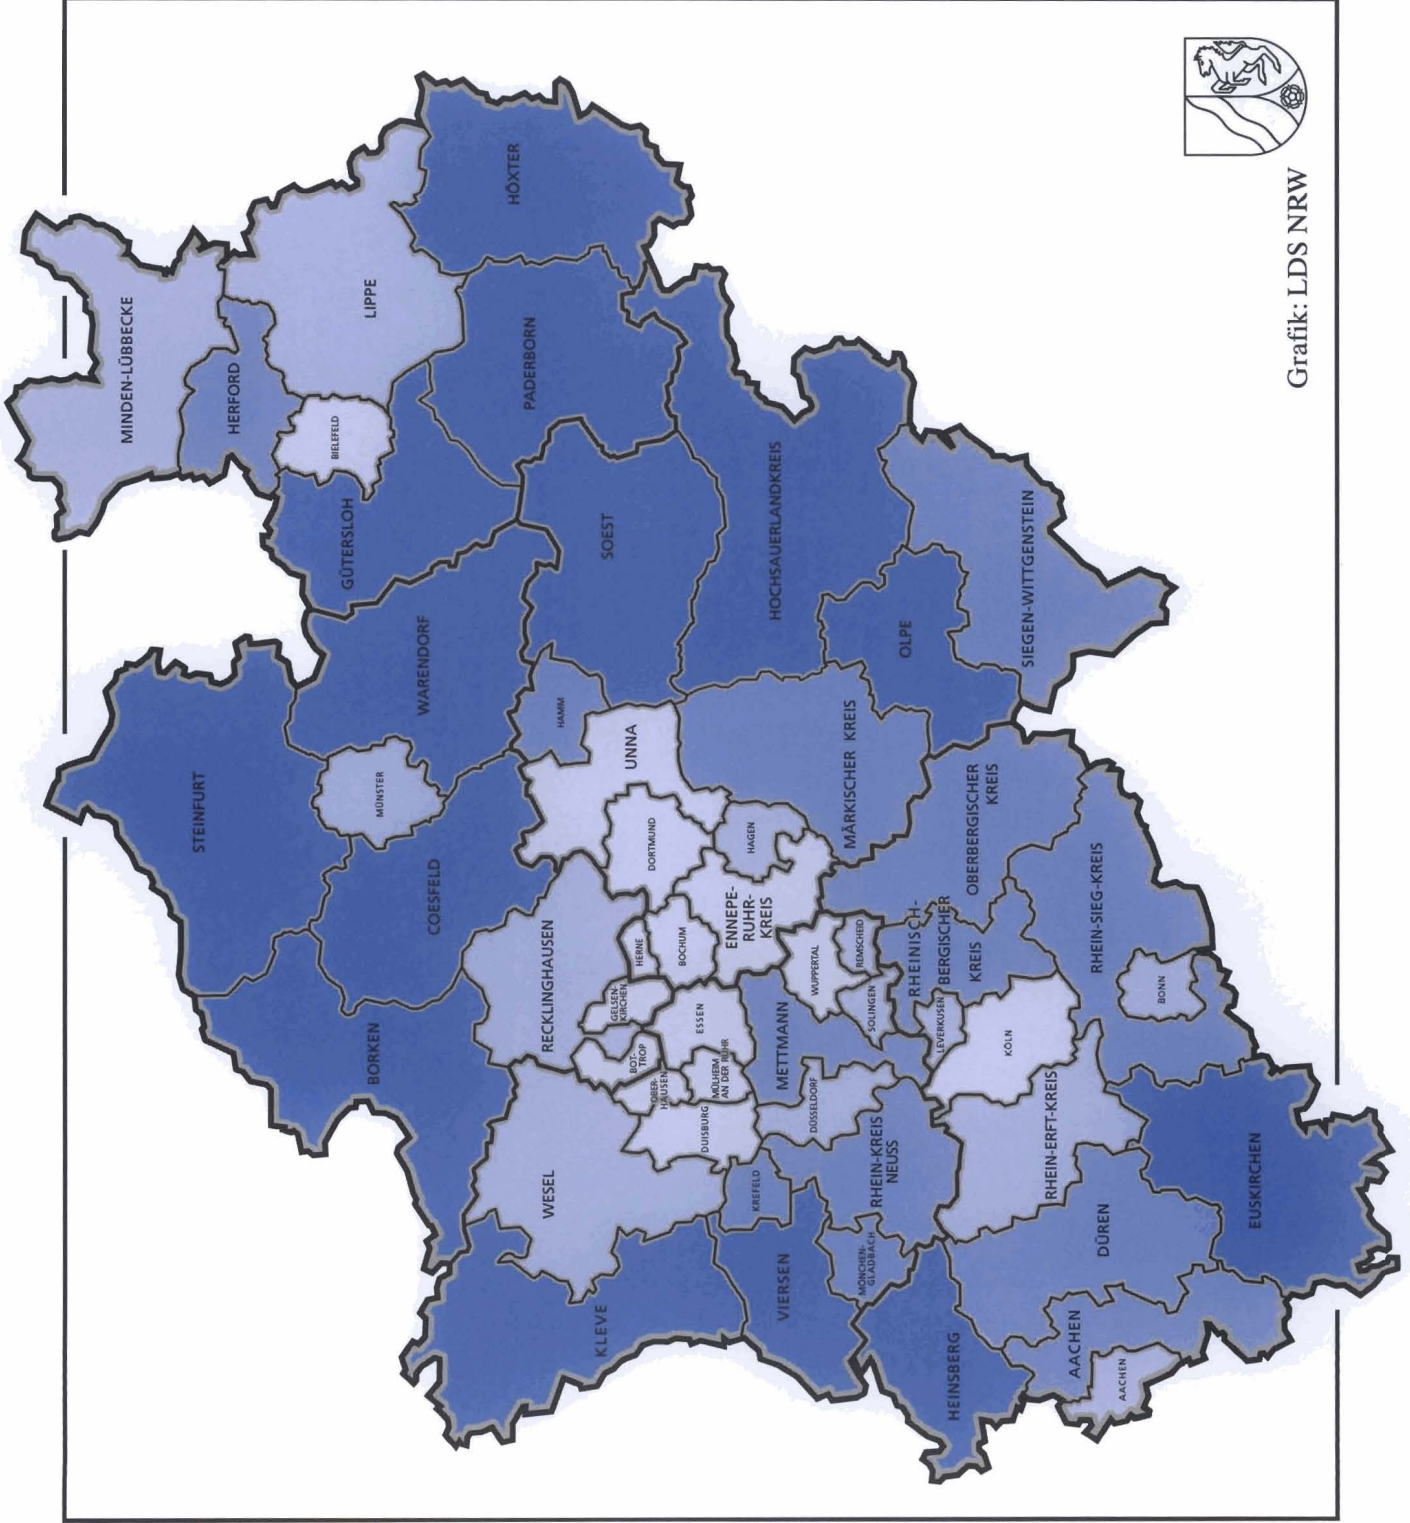 MINDEN-LÜBBECKE
HERFORD
LIPPE
BIELEFELD
HÖXTER
GÜTERSLOH
PADERBORN
STEINFURT
WARENDORF
MÜNSTER
SOEST
BORKEN
COESFELD
HAMM
HOCHSAUERLANDKREIS
UNNA
RECKLINGHAUSEN
DORTMUND
OLPE
SIEGEN-WITTGENSTEIN
MÄRKISCHER KREIS
HAGEN
HERNE
BOCHUM
ENNEPE-
RUHR-
KREIS
GELSEN-
KIRCHEN
BOT-
TROP
ESSEN
OBER-
HAUSEN
MÜLHEIM
AN DER RUHR
DUISBURG
WESEL
KLEVE
KREFELD
VIERSEN
METTMANN
DÜSSELDORF
WUPPERTAL
REMSCHEID
SOLINGEN
OBERBERGISCHER
KREIS
RHEINISCH-
BERGISCHER
KREIS
LEVERKUSEN
KÖLN
RHEIN-SIEG-KREIS
BONN
RHEIN-KREIS
NEUSS
MÖNCHEN-
GLADBACH
RHEIN-ERFT-KREIS
HEINSBERG
DÜREN
AACHEN
AACHEN
EUSKIRCHEN
Grafik: LDS NRW